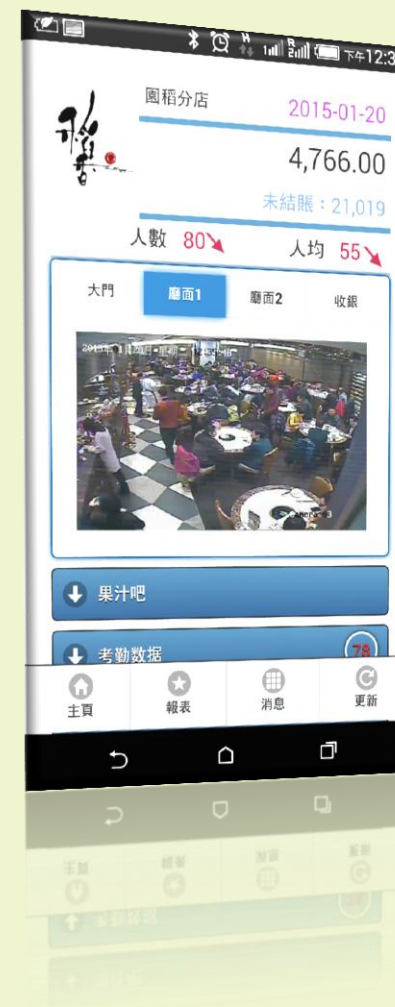 下午12:3
園稻分店
2015-01-20
4,766.00
未結賬：21,019
人數 80 人均 55
大門 廳面1 廳面2 收銀
果汁吧
考勤数据 78
主頁 報表 消息 更新